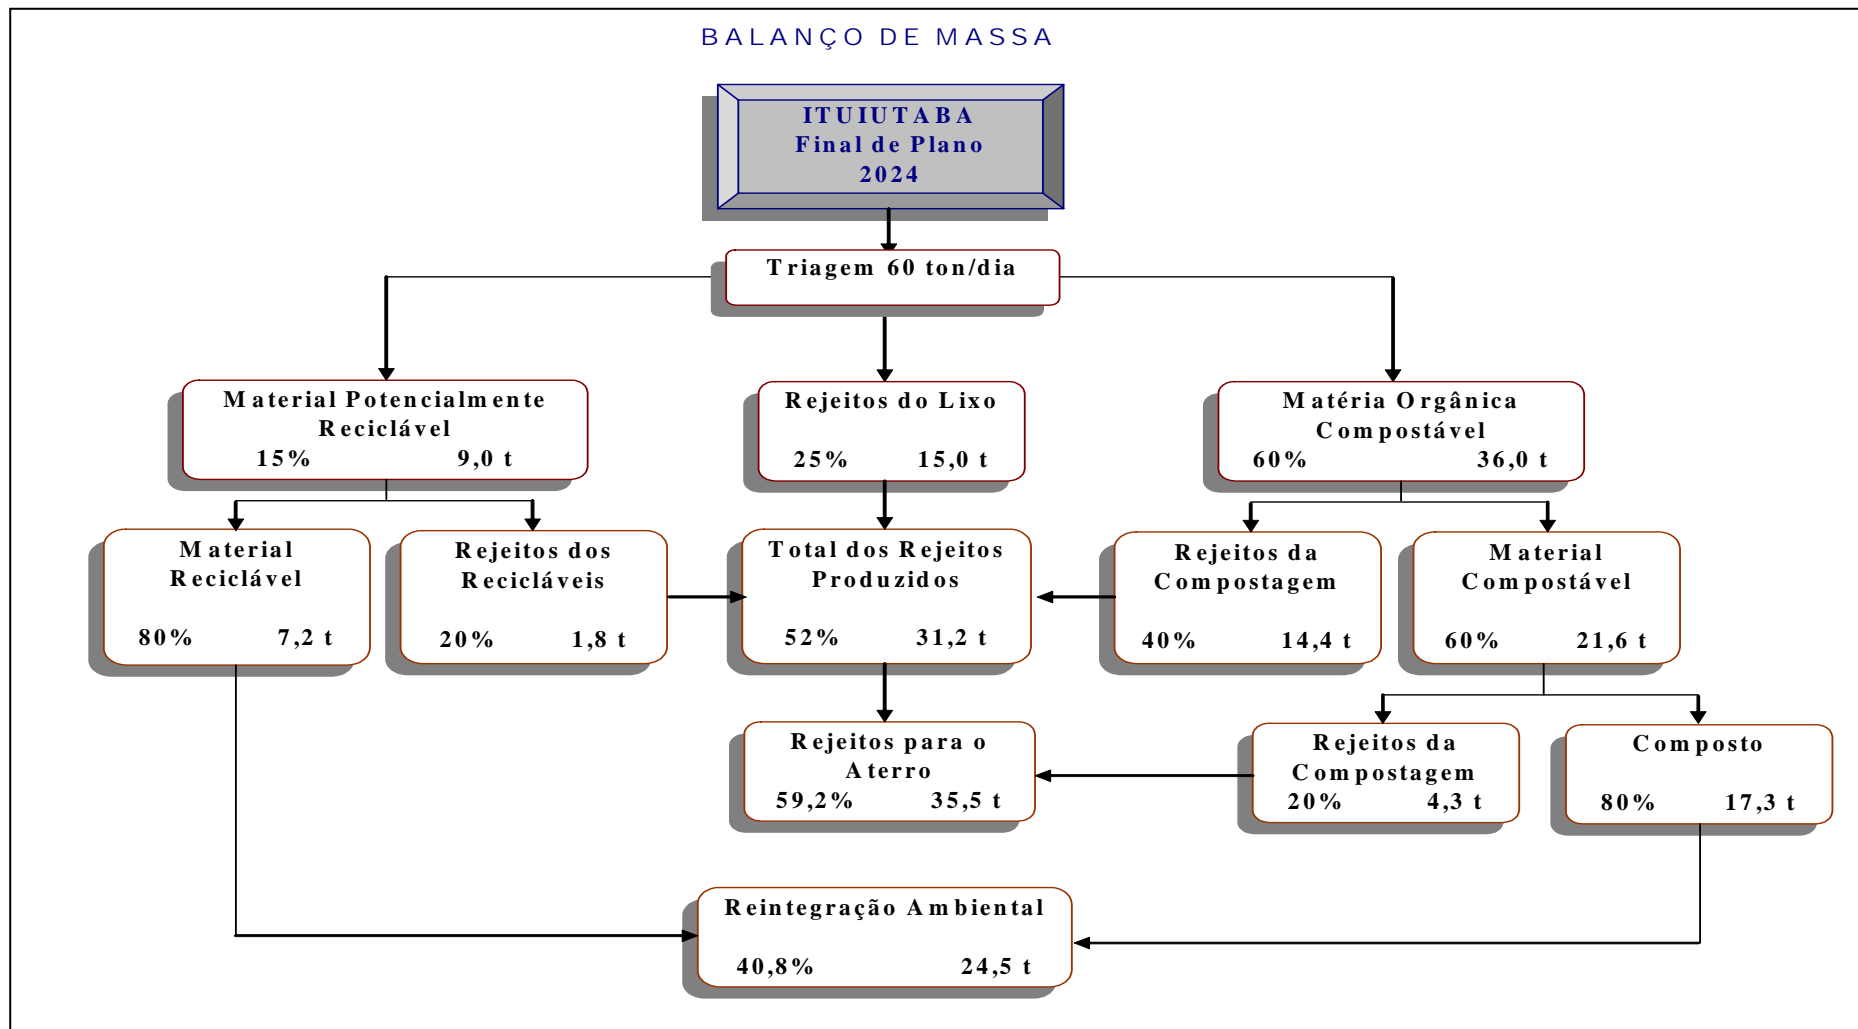 BALANÇO DE MASSA
ITUIUTABA
Final de Plano
2024
Triagem 60 ton/dia
Material Potencialmente
Reciclável
15% 9,0 t
Rejeitos do Lixo
25% 15,0 t
Matéria Orgânica
Compostável
60% 36,0 t
Material
Reciclável
80% 7,2 t
Rejeitos dos
Recicláveis
20% 1,8 t
Total dos Rejeitos
Produzidos
52% 31,2 t
Rejeitos da
Compostagem
40% 14,4 t
Material
Compostável
60% 21,6 t
Rejeitos para o
Aterro
59,2% 35,5 t
Rejeitos da
Compostagem
20% 4,3 t
Composto
80% 17,3 t
Reintegração Ambiental
40,8% 24,5 t